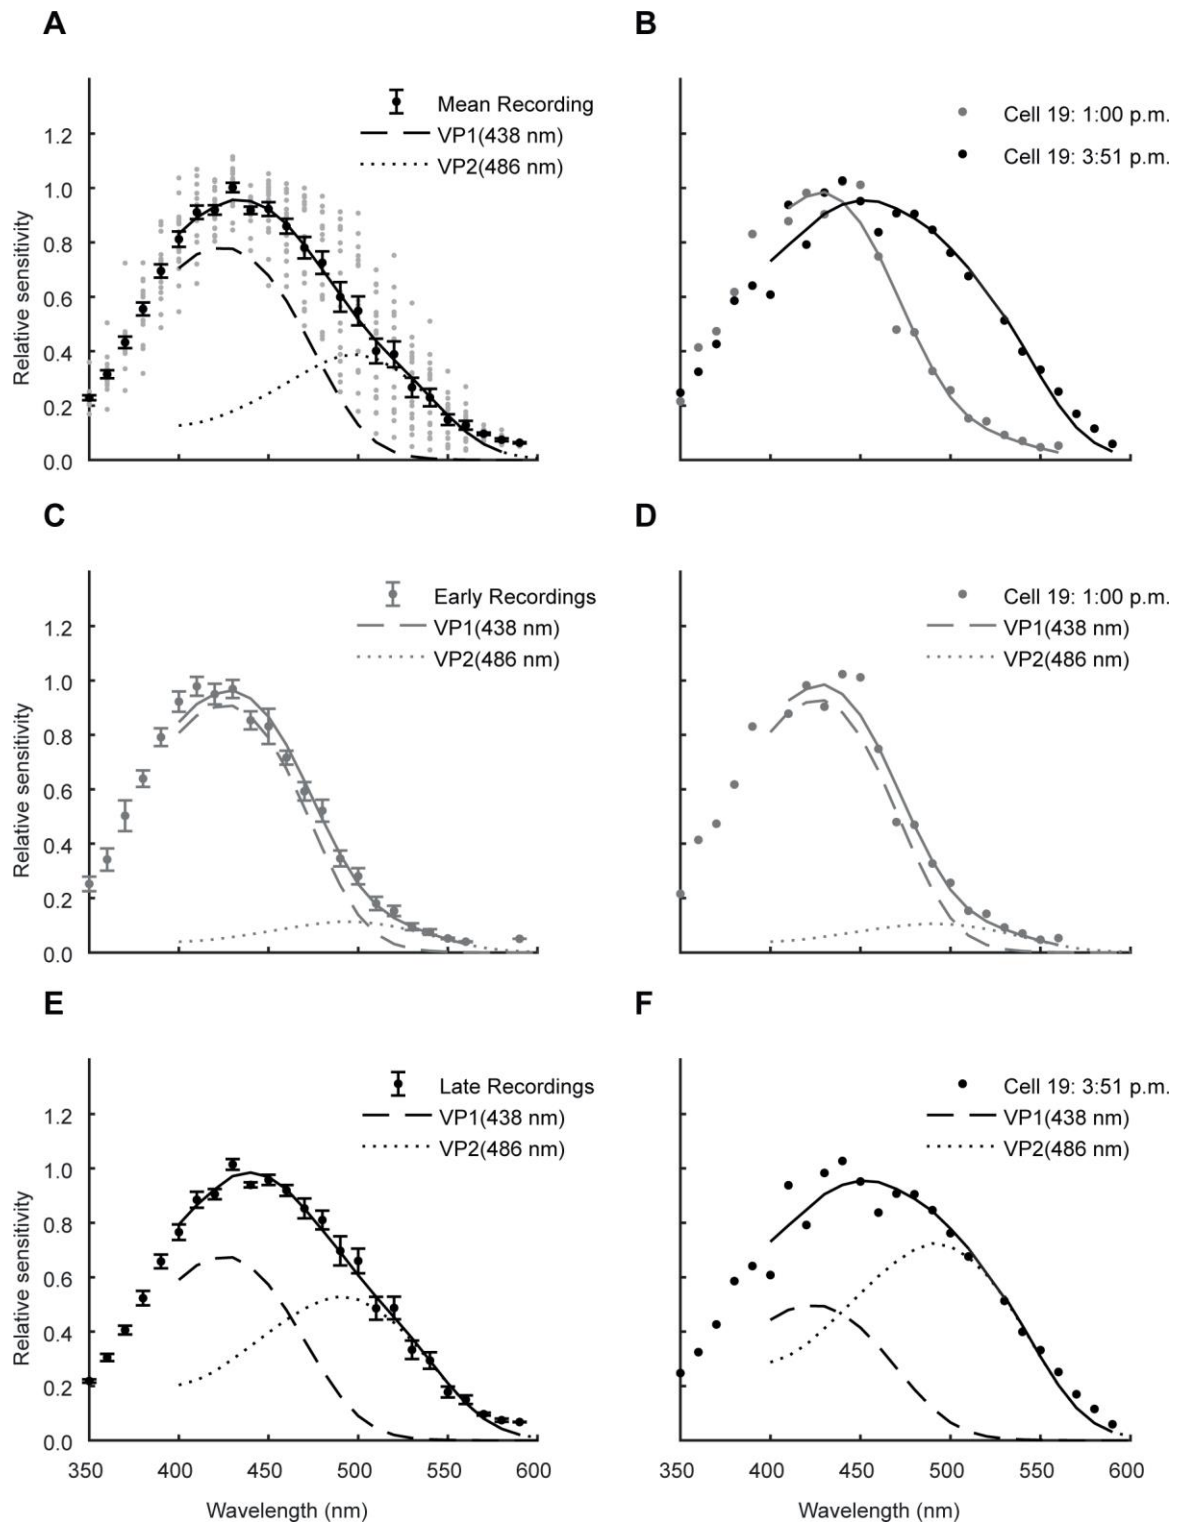 A
B
Mean Recording
VP1(438 nm)
VP2(486 nm)
Cell 19: 1:00 p.m.
Cell 19: 3:51 p.m.
Relative sensitivity
1.2
1.0
0.8
0.6
0.4
0.2
0.0
350 400 450 500 550 600
C
D
Early Recordings
VP1(438 nm)
VP2(486 nm)
Cell 19: 1:00 p.m.
VP1(438 nm)
VP2(486 nm)
Relative sensitivity
1.2
1.0
0.8
0.6
0.4
0.2
0.0
E
F
Late Recordings
VP1(438 nm)
VP2(486 nm)
Cell 19: 3:51 p.m.
VP1(438 nm)
VP2(486 nm)
Relative sensitivity
1.2
1.0
0.8
0.6
0.4
0.2
0.0
350 400 450 500 550 600
350 400 450 500 550 600
Wavelength (nm)
Wavelength (nm)